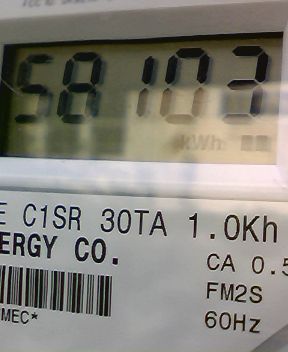 58103
kWh
E C1SR 30TA 1.0Kh
ERGY CO.
CA 0.5
FM2S
MEC*
60Hz